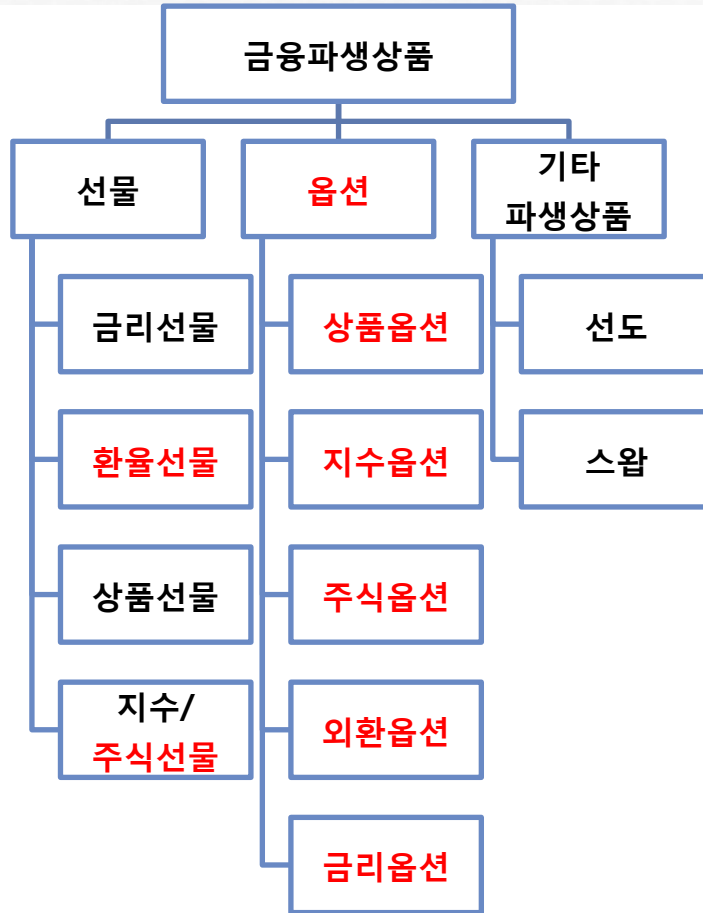 금융파생상품
선물
옵션
기타
파생상품
금리선물
상품옵션
선도
환율선물
지수옵션
스왑
상품선물
주식옵션
지수/
주식선물
외환옵션
금리옵션